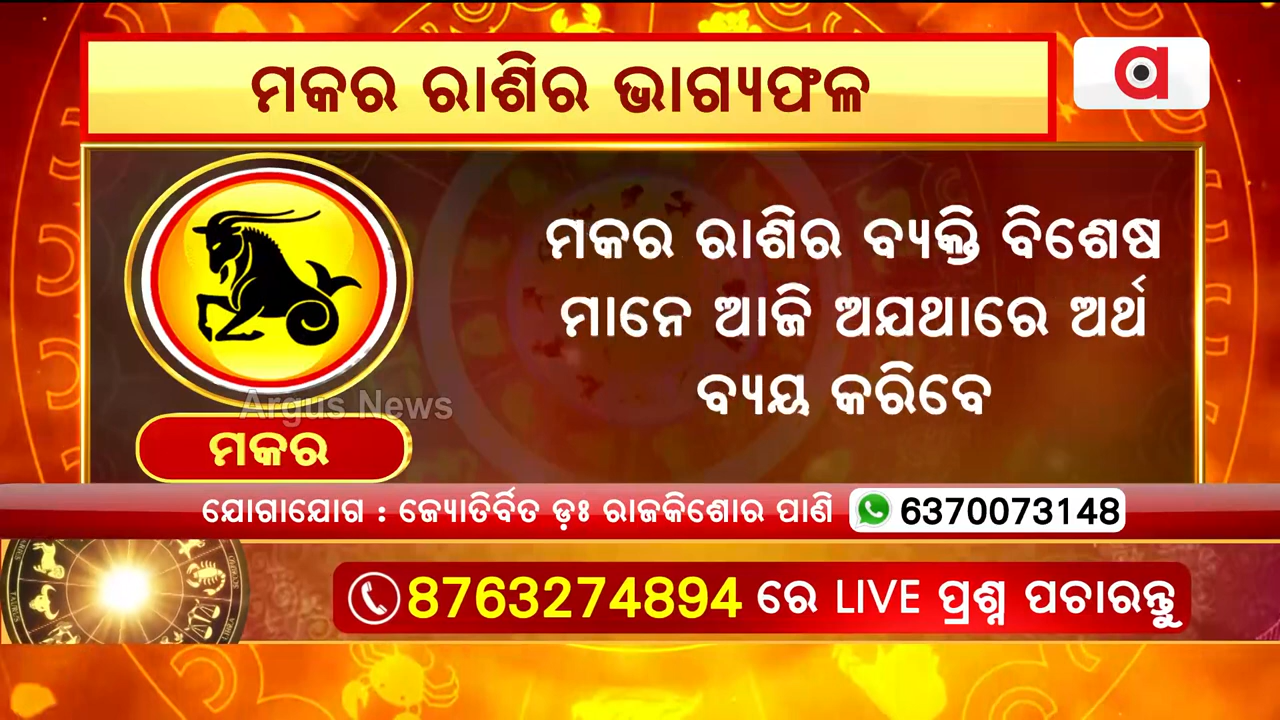 ମକର ରାଶିର ଭାଗ୍ୟଫଳ
a
ମକର ରାଶିର ବ୍ୟକ୍ତି ବିଶେଷ
ମାନେ ଆଜି ଅଯଥାରେ ଅର୍ଥ
ବ୍ୟୟ କରିବେ
Argus News
ମକର
ଯୋଗାଯୋଗ : ଜ୍ୟୋତିର୍ବିତ ଡ଼ଃ ରାଜକିଶୋର ପାଣି 6370073148
8763274894 ରେ LIVE ପ୍ରଶ୍ନ ପଚାରନ୍ତୁ